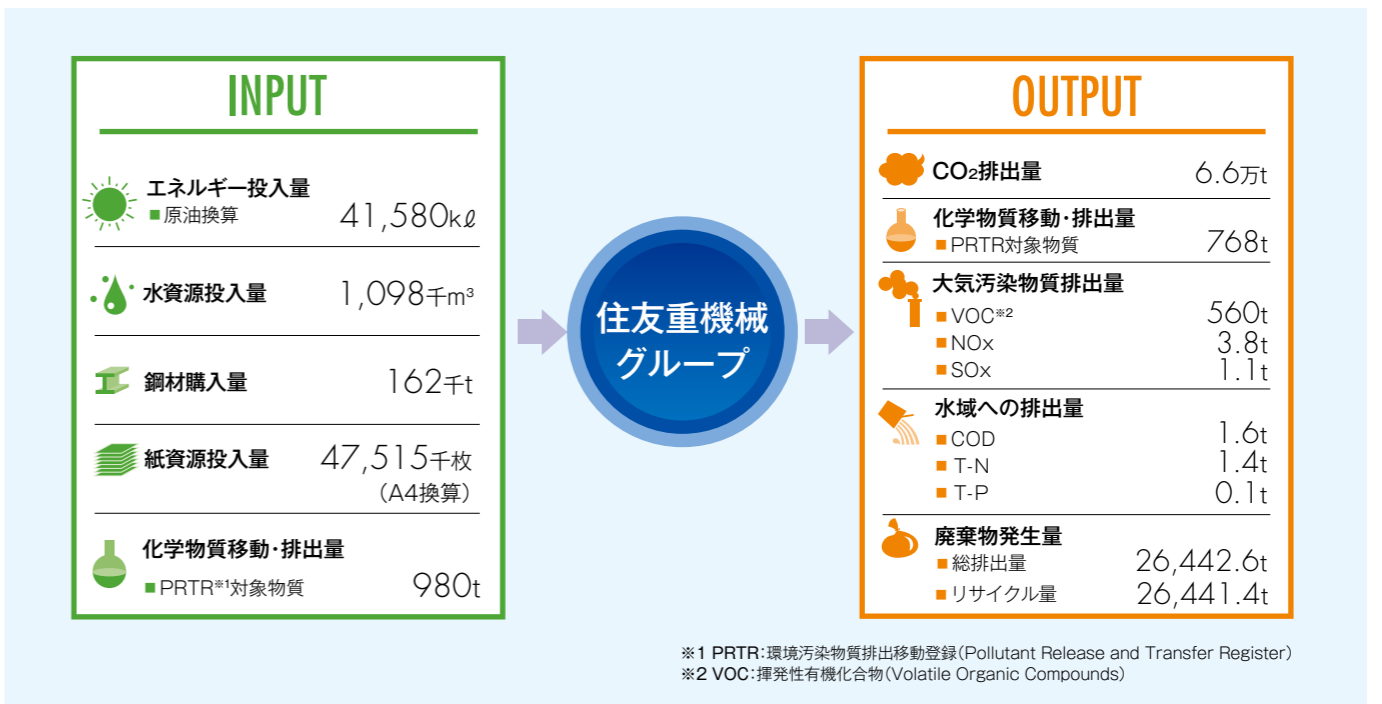 INPUT
エネルギー投入量
■原油換算 41,580kℓ
水資源投入量 1,098千m³
鋼材購入量 162千t
紙資源投入量 47,515千枚
(A4換算)
化学物質移動・排出量
■PRTR※1対象物質 980t
住友重機械
グループ
OUTPUT
CO₂排出量 6.6万t
化学物質移動・排出量
■PRTR対象物質 768t
大気汚染物質排出量
■VOC※2 560t
■NOx 3.8t
■SOx 1.1t
水域への排出量
■COD 1.6t
■T-N 1.4t
■T-P 0.1t
廃棄物発生量
■総排出量 26,442.6t
■リサイクル量 26,441.4t
※1 PRTR:環境汚染物質排出移動登録(Pollutant Release and Transfer Register)
※2 VOC:揮発性有機化合物(Volatile Organic Compounds)